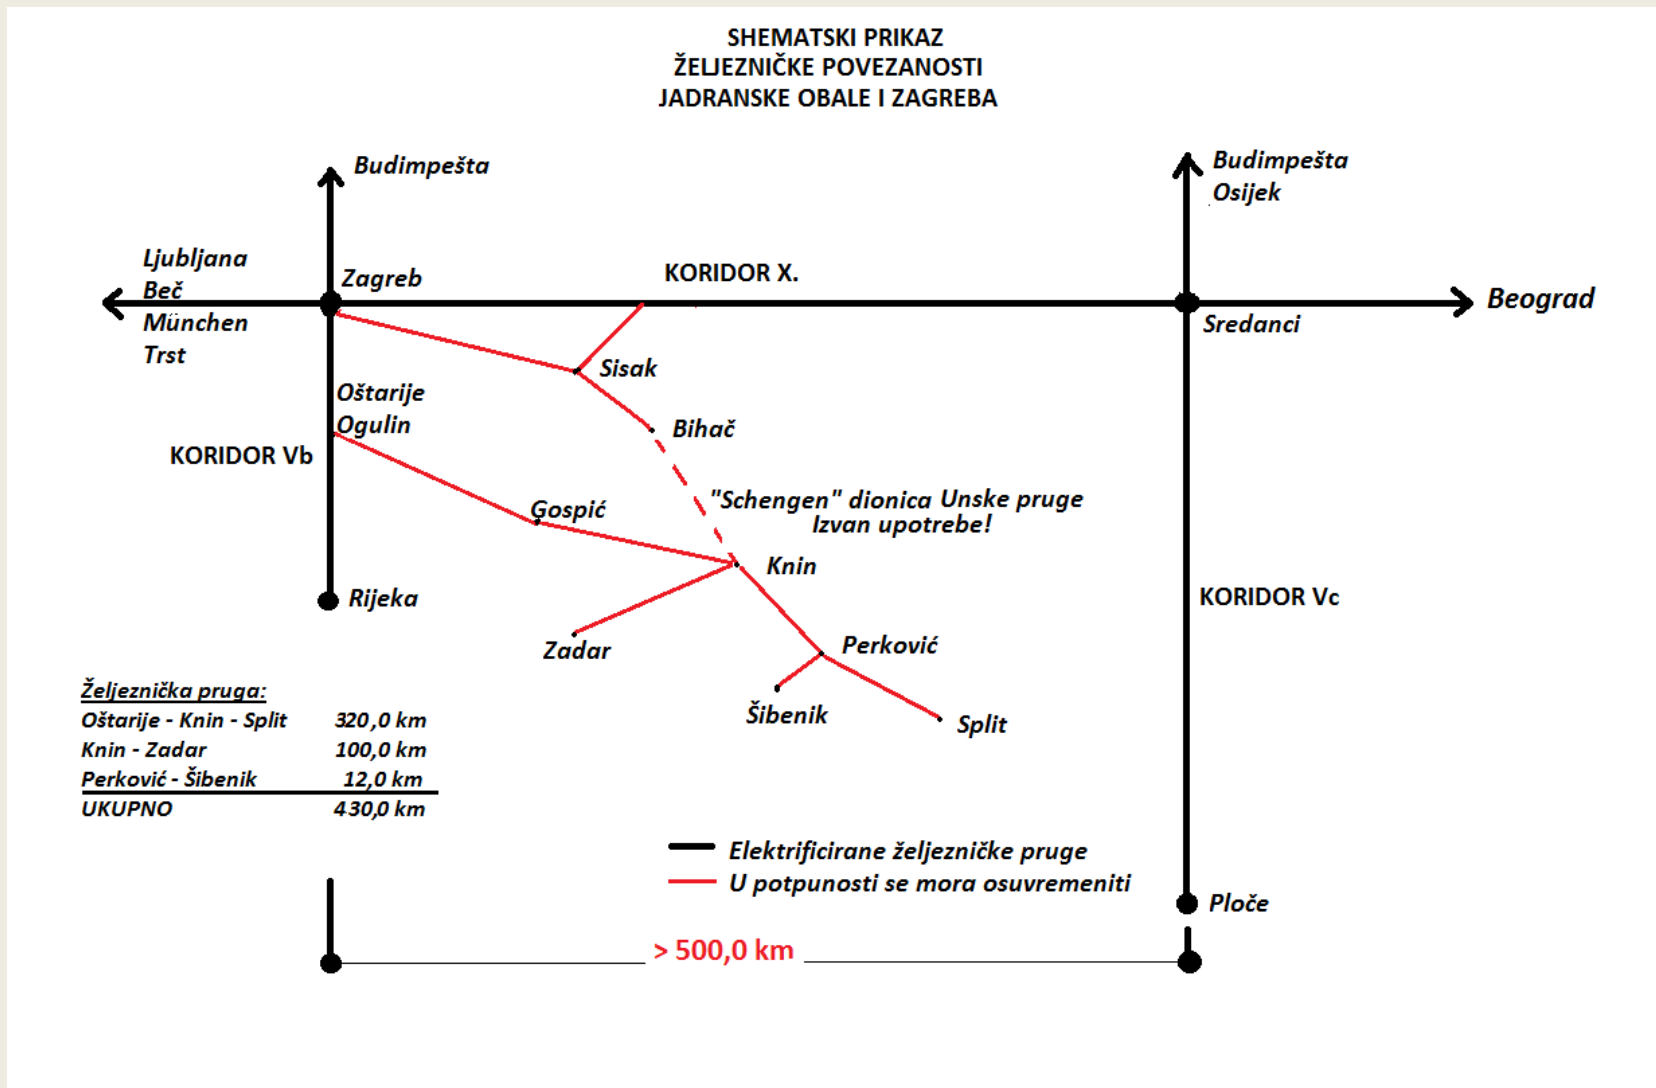 SHEMATSKI PRIKAZ
ŽELJEZNIČKE POVEZANOSTI
JADRANSKE OBALE I ZAGREBA
Budimpešta
Budimpešta
Osijek
Ljubljana
Beč
München
Trst
Zagreb
KORIDOR X.
Beograd
Sredanci
Sisak
Oštarije
Ogulin
Bihač
KORIDOR Vb
Gospić
"Schengen" dionica Unske pruge
Izvan upotrebe!
Knin
Rijeka
KORIDOR Vc
Zadar
Perković
Šibenik
Split
Željeznička pruga:
Oštarije - Knin - Split 320,0 km
Knin - Zadar 100,0 km
Perković - Šibenik 12,0 km
UKUPNO 430,0 km
Elektrificirane željezničke pruge
U potpunosti se mora osuvremeniti
Ploče
> 500,0 km